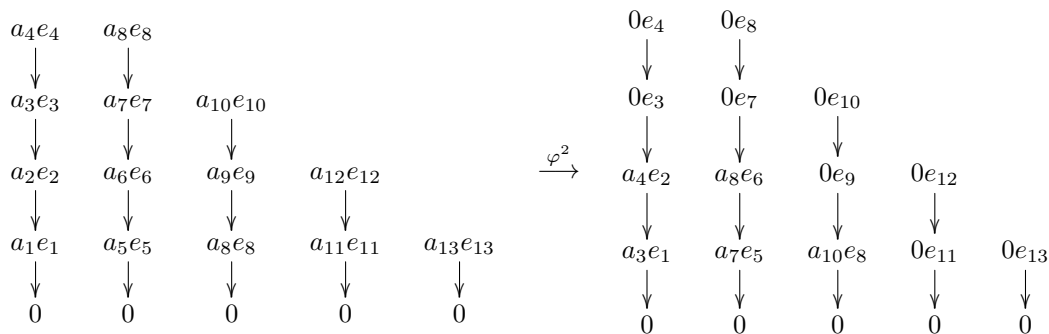 a₄e₄ a₈e₈ 0e₄ 0e₈
a₃e₃ a₇e₇ a₁₀e₁₀ 0e₃ 0e₇ 0e₁₀
a₂e₂ a₆e₆ a₉e₉ a₁₂e₁₂ φ² a₄e₂ a₈e₆ 0e₉ 0e₁₂
a₁e₁ a₅e₅ a₈e₈ a₁₁e₁₁ a₁₃e₁₃ a₃e₁ a₇e₅ a₁₀e₈ 0e₁₁ 0e₁₃
0 0 0 0 0 0 0 0 0 0